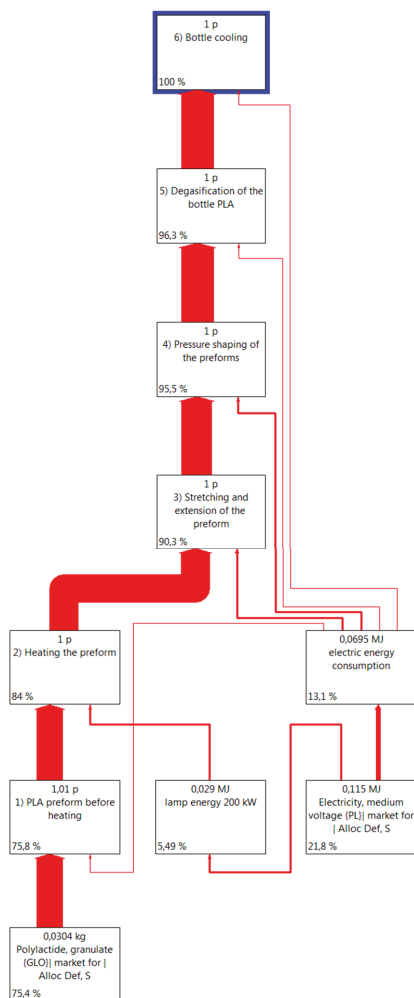 1 p
6) Bottle cooling
100 %
1 p
5) Degasification of the
bottle PLA
96,3 %
1 p
4) Pressure shaping of
the preforms
95,5 %
1 p
3) Stretching and
extension of the
preform
90,3 %
1 p
2) Heating the preform
84 %
0,0695 MJ
electric energy
consumption
13,1 %
1,01 p
1) PLA preform before
heating
75,8 %
0,029 MJ
lamp energy 200 kW
5,49 %
0,115 MJ
Electricity, medium
voltage {PL}| market for
| Alloc Def, S
21,8 %
0,0304 kg
Polylactide, granulate
{GLO}| market for |
Alloc Def, S
75,4 %